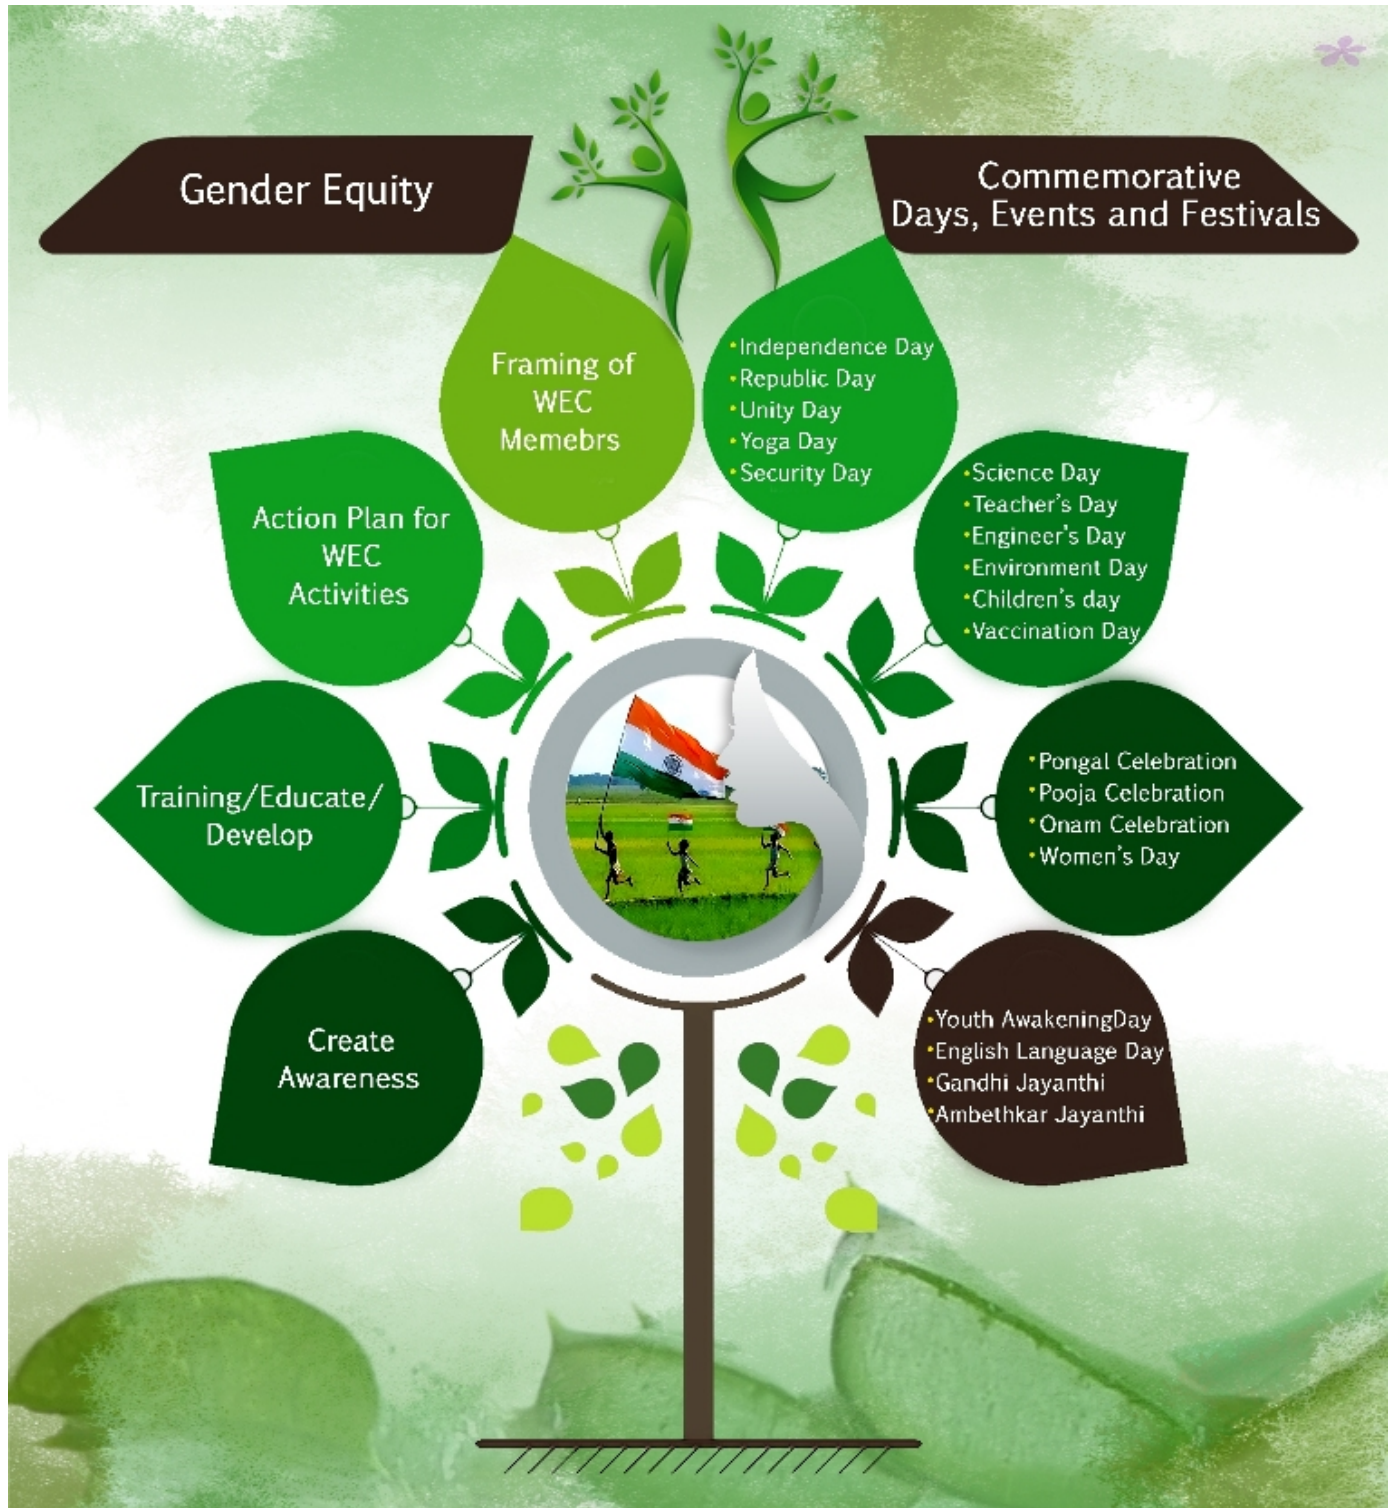 Gender Equity
Commemorative
Days, Events and Festivals
Framing of
WEC
Memebrs
Action Plan for
WEC
Activities
Training/Educate/
Develop
Create
Awareness
•Independence Day
•Republic Day
•Unity Day
•Yoga Day
•Security Day
•Science Day
•Teacher's Day
•Engineer's Day
•Environment Day
•Children's day
•Vaccination Day
•Pongal Celebration
•Pooja Celebration
•Onam Celebration
•Women's Day
•Youth AwakeningDay
•English Language Day
•Gandhi Jayanthi
•Ambethkar Jayanthi